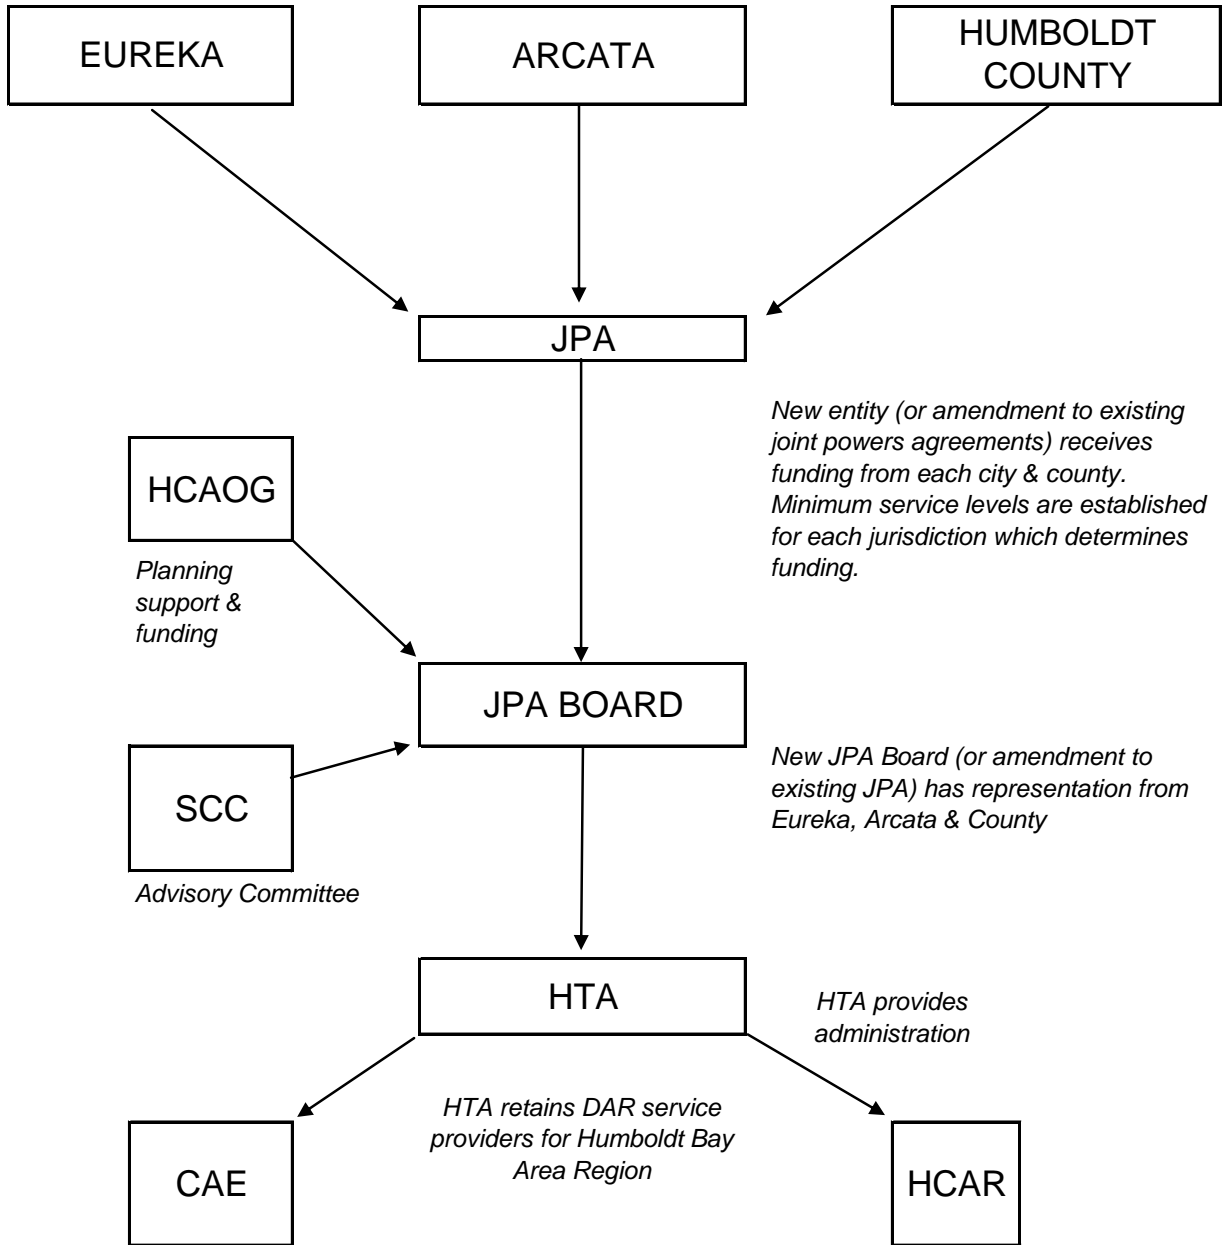 EUREKA
ARCATA
HUMBOLDT
COUNTY
JPA
New entity (or amendment to existing
joint powers agreements) receives
funding from each city & county.
Minimum service levels are established
for each jurisdiction which determines
funding.
HCAOG
Planning
support &
funding
JPA BOARD
New JPA Board (or amendment to
existing JPA) has representation from
Eureka, Arcata & County
SCC
Advisory Committee
HTA
HTA provides
administration
HTA retains DAR service
providers for Humboldt Bay
Area Region
CAE
HCAR